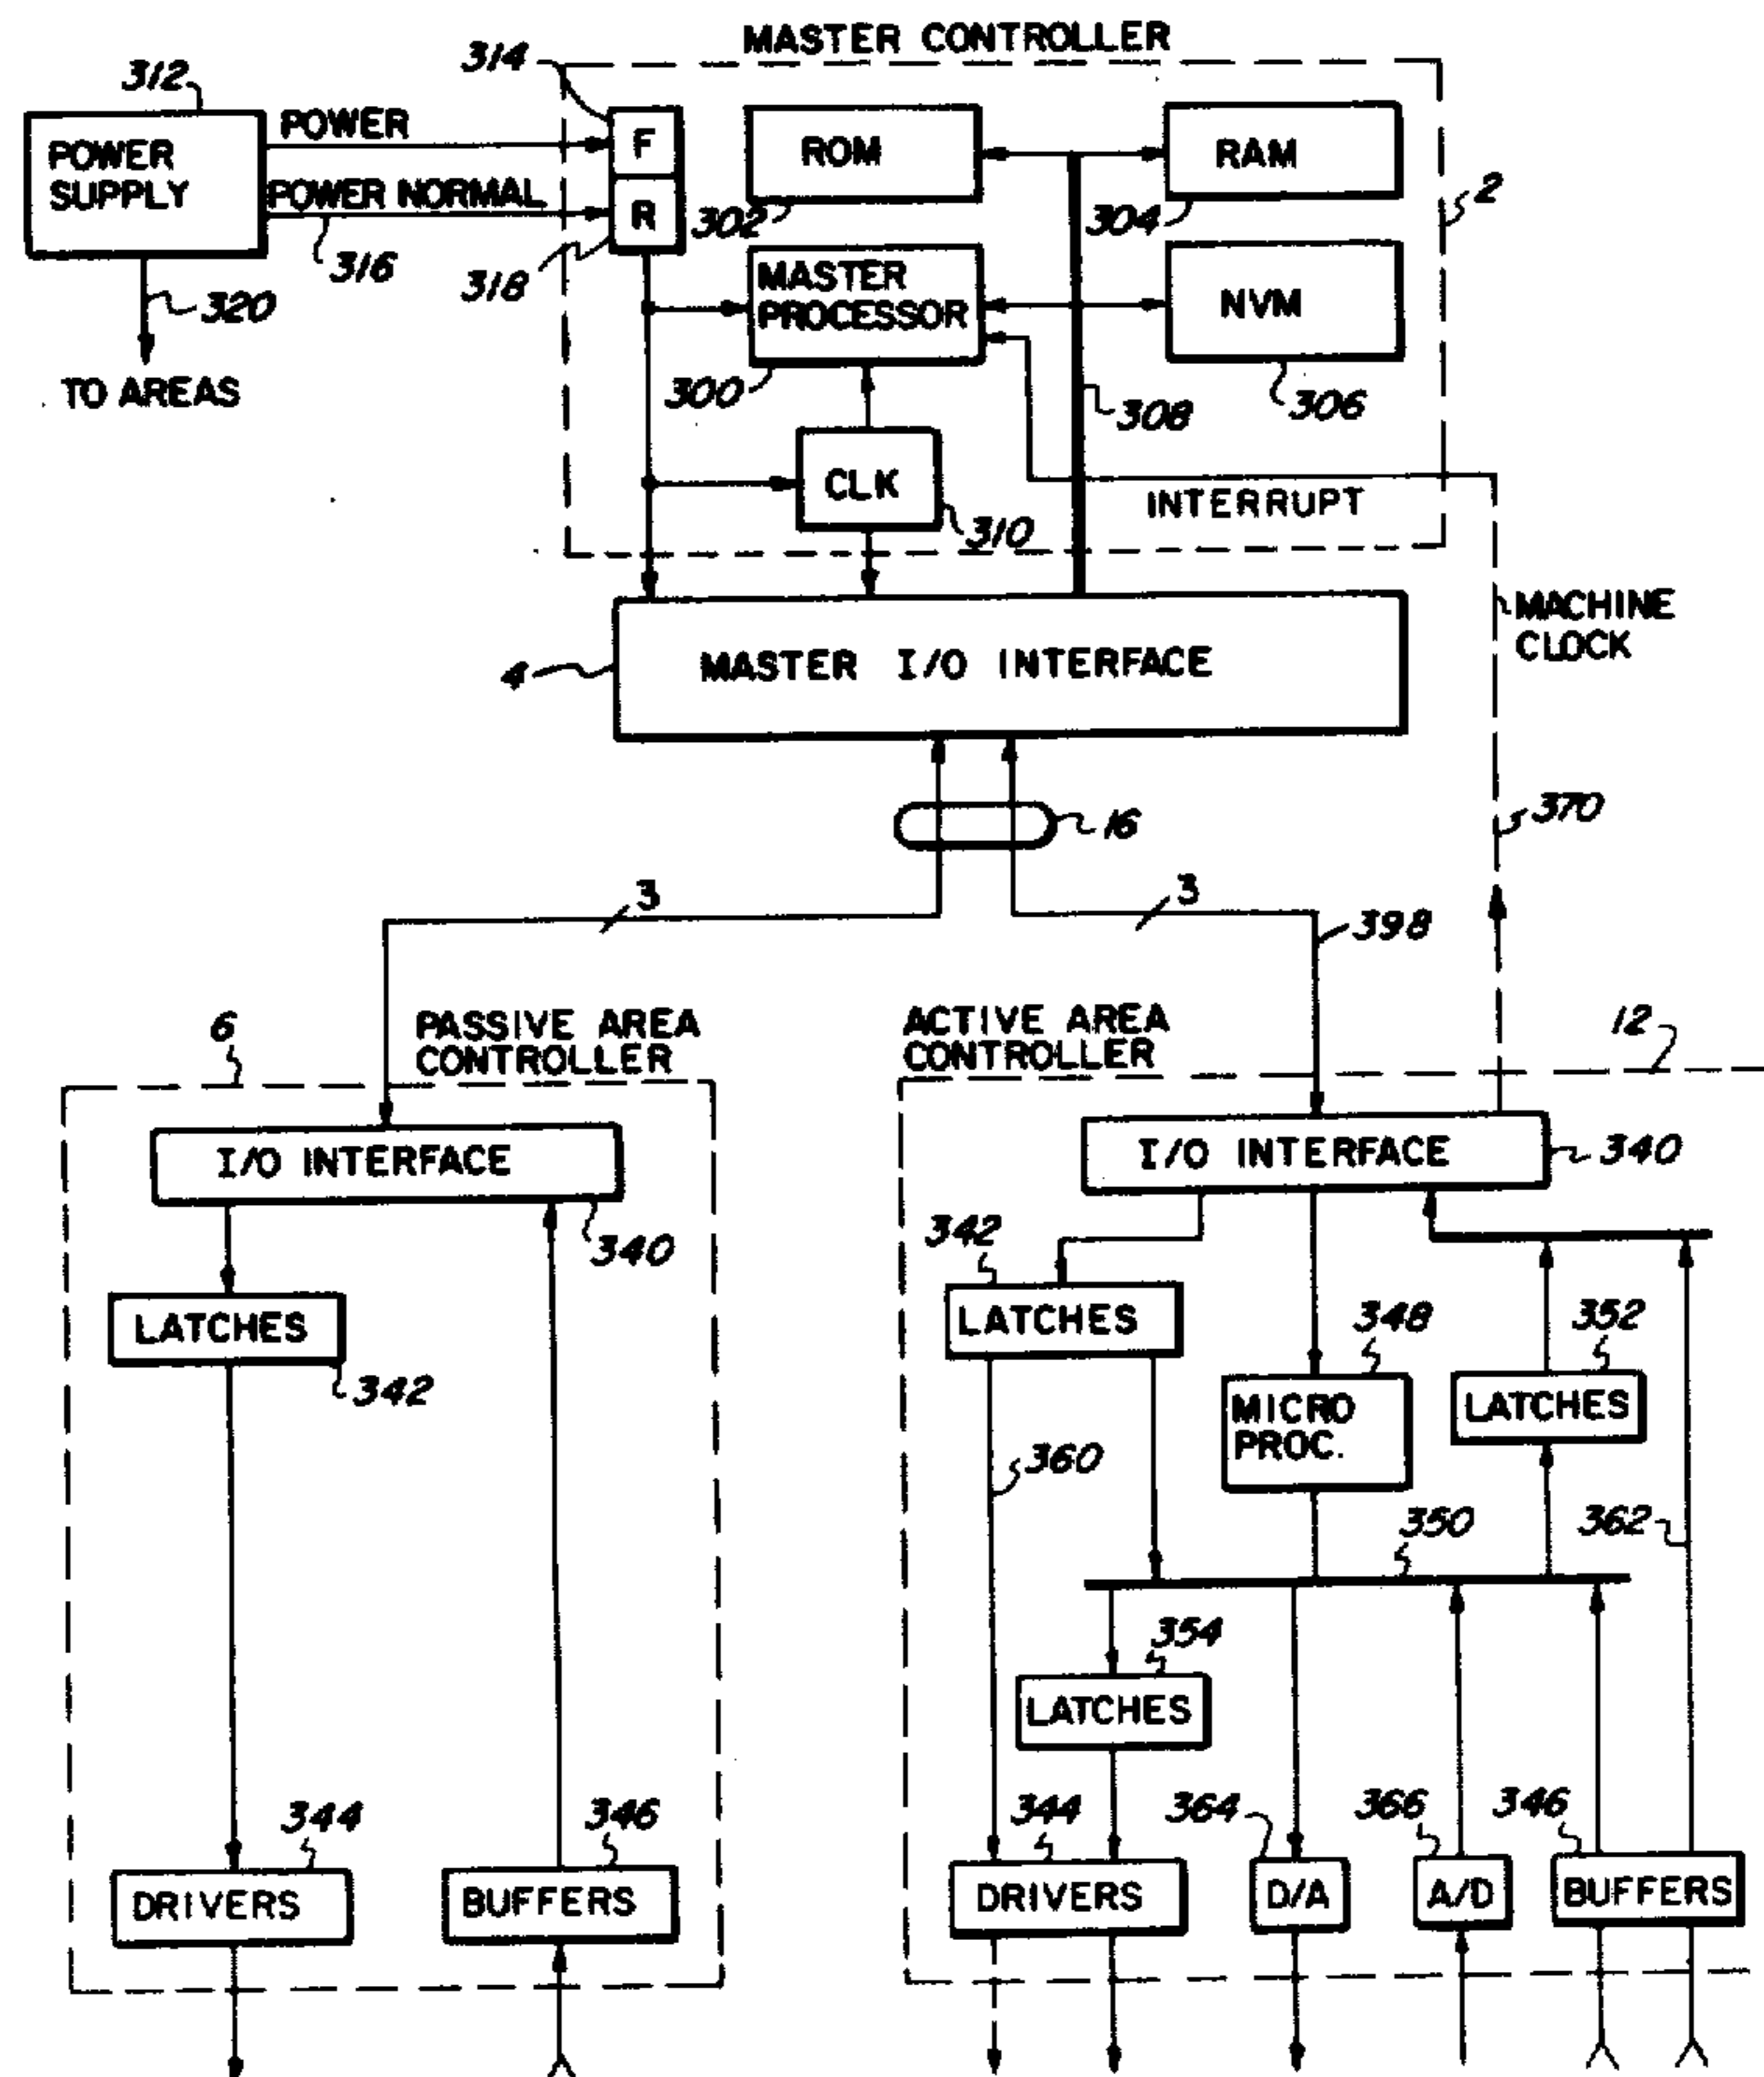 MASTER CONTROLLER
312
314
POWER SUPPLY
POWER
POWER NORMAL
316
318
320
TO AREAS
F
R
ROM
302
RAM
304
2
MASTER
PROCESSOR
300
NVM
306
308
CLK
310
INTERRUPT
MACHINE
CLOCK
4
MASTER I/O INTERFACE
16
370
3
3
398
6
PASSIVE AREA
CONTROLLER
ACTIVE AREA
CONTROLLER
12
I/O INTERFACE
340
I/O INTERFACE
340
LATCHES
342
342
LATCHES
348
MICRO
PROC.
352
LATCHES
360
350
362
354
LATCHES
344
DRIVERS
346
BUFFERS
344
DRIVERS
364
D/A
366
A/D
346
BUFFERS